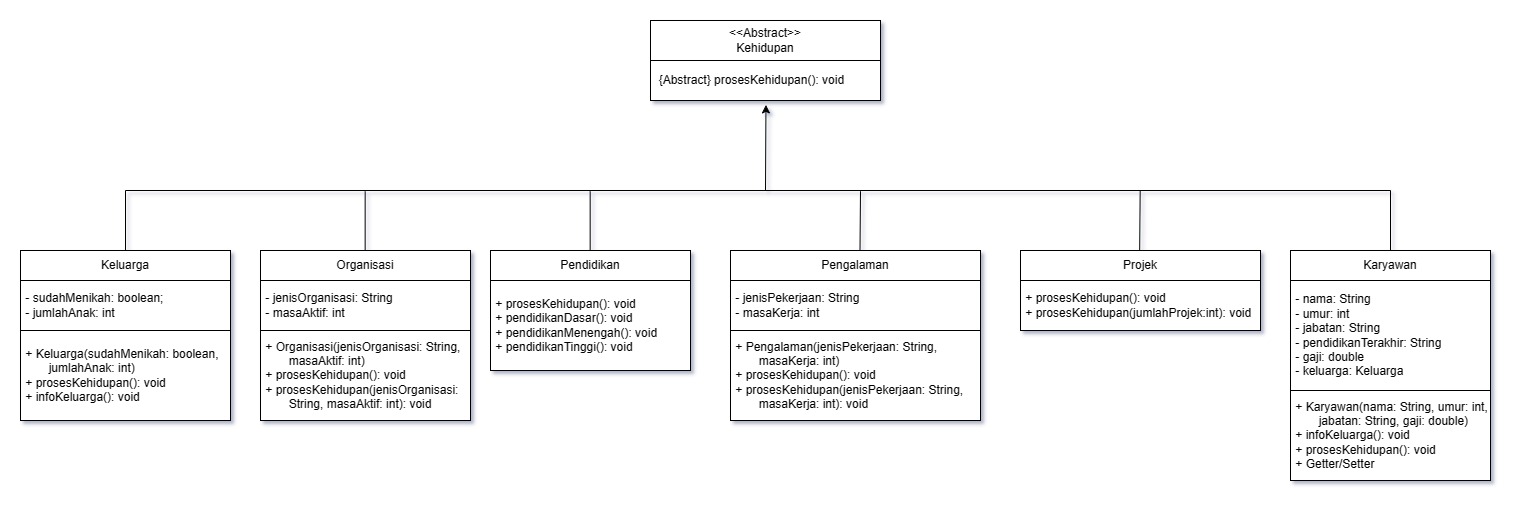 <<Abstract>>
Kehidupan
{Abstract} prosesKehidupan(): void
Keluarga
- sudahMenikah: boolean;
- jumlahAnak: int
+ Keluarga(sudahMenikah: boolean,
jumlahAnak: int)
+ prosesKehidupan(): void
+ infoKeluarga(): void
Organisasi
- jenisOrganisasi: String
- masaAktif: int
+ Organisasi(jenisOrganisasi: String,
masaAktif: int)
+ prosesKehidupan(): void
+ prosesKehidupan(jenisOrganisasi:
String, masaAktif: int): void
Pendidikan
+ prosesKehidupan(): void
+ pendidikanDasar(): void
+ pendidikanMenengah(): void
+ pendidikanTinggi(): void
Pengalaman
- jenisPekerjaan: String
- masaKerja: int
+ Pengalaman(jenisPekerjaan: String,
masaKerja: int)
+ prosesKehidupan(): void
+ prosesKehidupan(jenisPekerjaan: String,
masaKerja: int): void
Projek
+ prosesKehidupan(): void
+ prosesKehidupan(jumlahProjek:int): void
Karyawan
- nama: String
- umur: int
- jabatan: String
- pendidikanTerakhir: String
- gaji: double
- keluarga: Keluarga
+ Karyawan(nama: String, umur: int,
jabatan: String, gaji: double)
+ infoKeluarga(): void
+ prosesKehidupan(): void
+ Getter/Setter